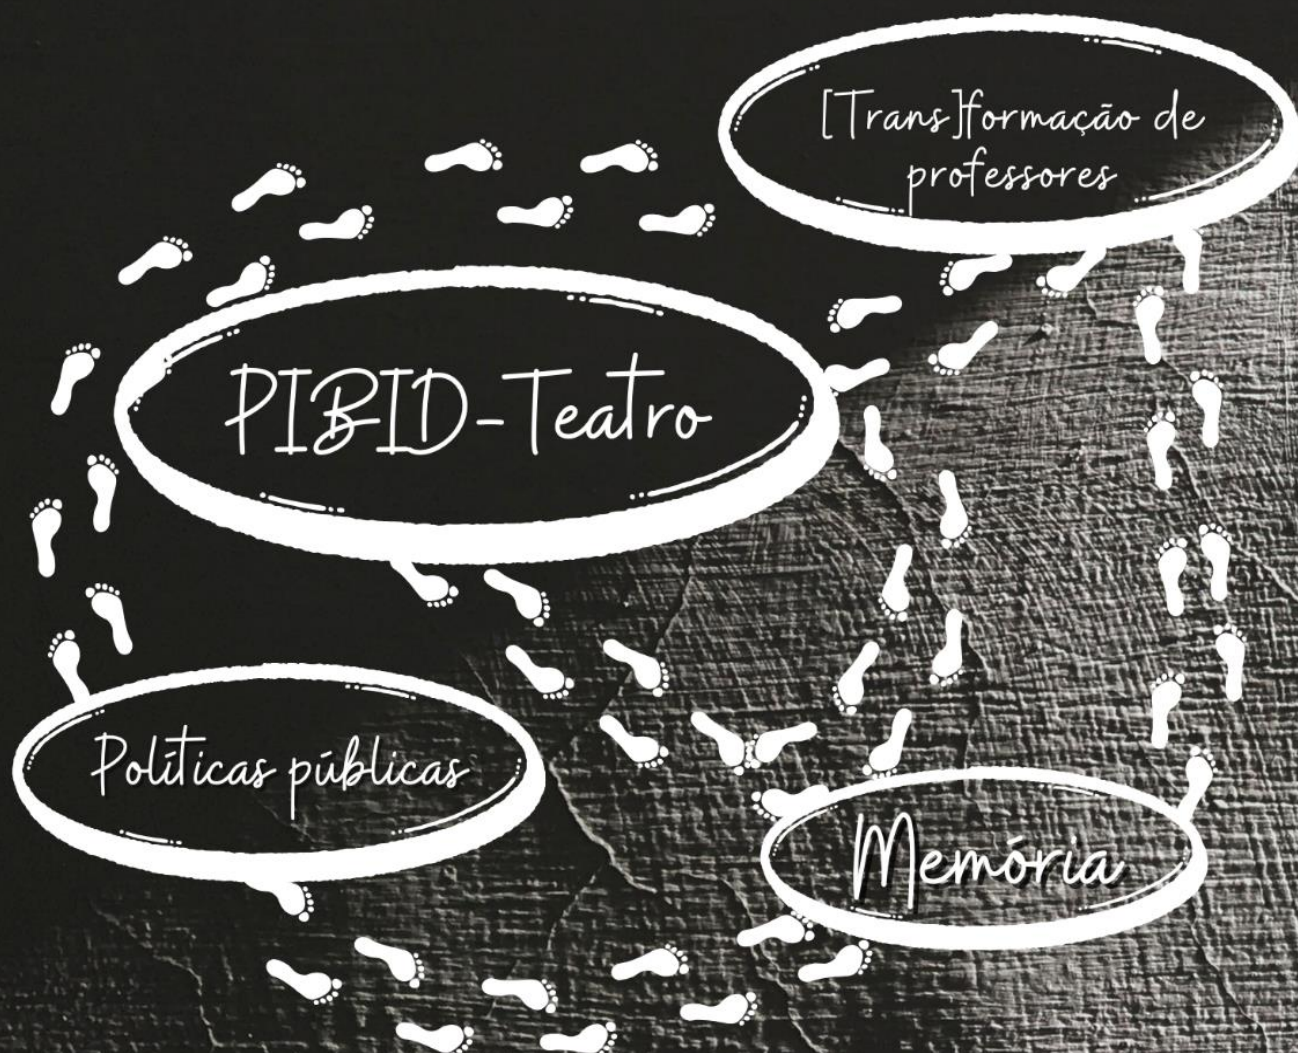 [Trans]formação de
professores
PIBID-Teatro
Políticas públicas
Memória